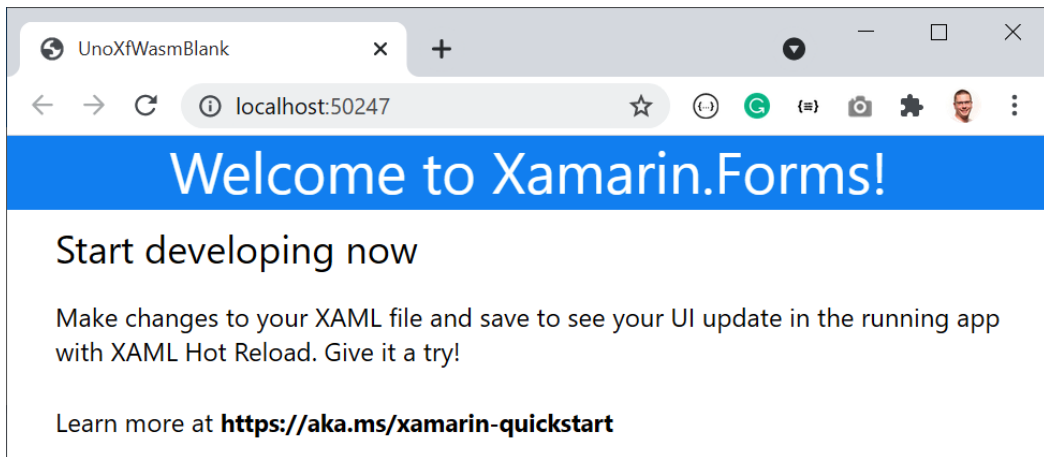 UnoXfWasmBlank
localhost:50247
Welcome to Xamarin.Forms!
Start developing now
Make changes to your XAML file and save to see your UI update in the running app
with XAML Hot Reload. Give it a try!
Learn more at https://aka.ms/xamarin-quickstart